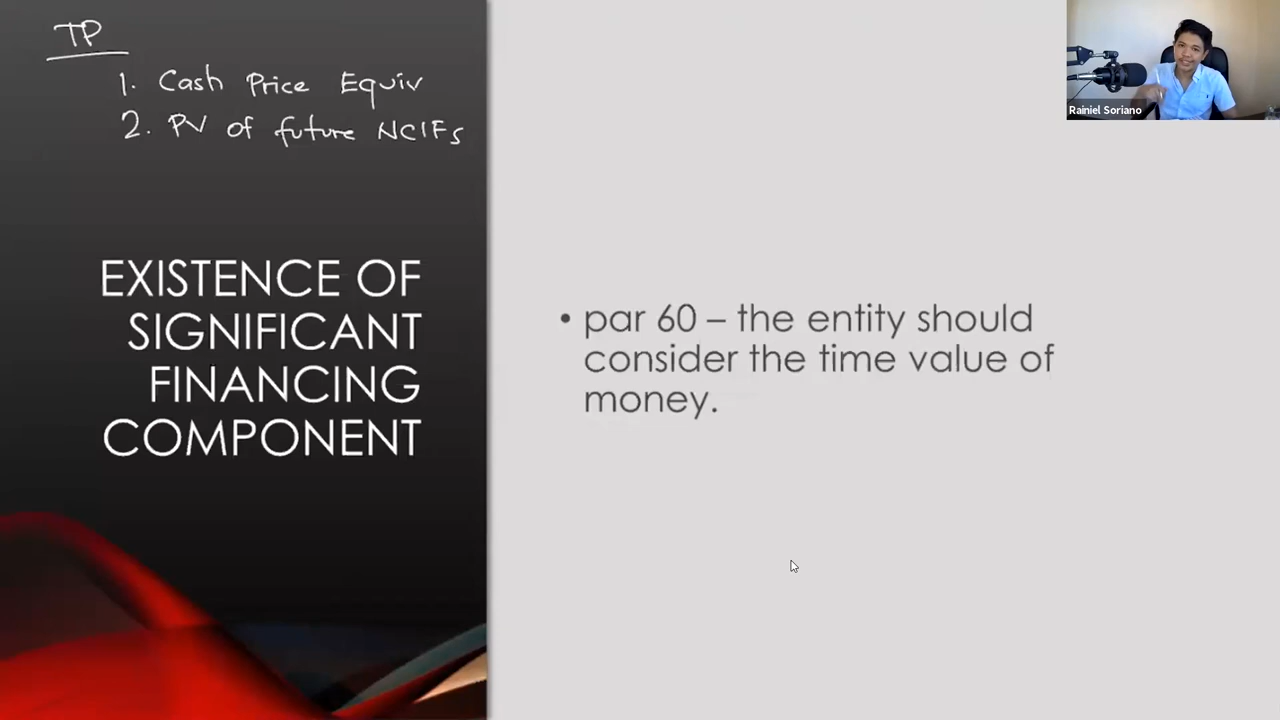 TP
1. Cash Price Equiv
2. PV of future NCIFs
EXISTENCE OF
SIGNIFICANT
FINANCING
COMPONENT
• par 60 – the entity should
consider the time value of
money.
Rainiel Soriano